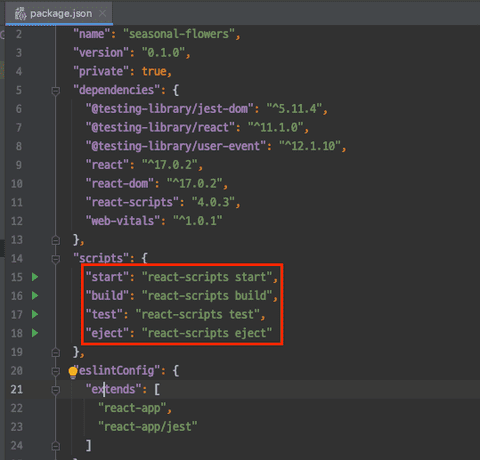 package.json
2 "name": "seasonal-flowers",
3 "version": "0.1.0",
4 "private": true,
5 "dependencies": {
6 "@testing-library/jest-dom": "^5.11.4",
7 "@testing-library/react": "^11.1.0",
8 "@testing-library/user-event": "^12.1.10",
9 "react": "^17.0.2",
10 "react-dom": "^17.0.2",
11 "react-scripts": "4.0.3",
12 "web-vitals": "^1.0.1"
13 },
14 "scripts": {
15 "start": "react-scripts start",
16 "build": "react-scripts build",
17 "test": "react-scripts test",
18 "eject": "react-scripts eject"
19 },
20 "eslintConfig": {
21 "extends": [
22 "react-app",
23 "react-app/jest"
24 ]